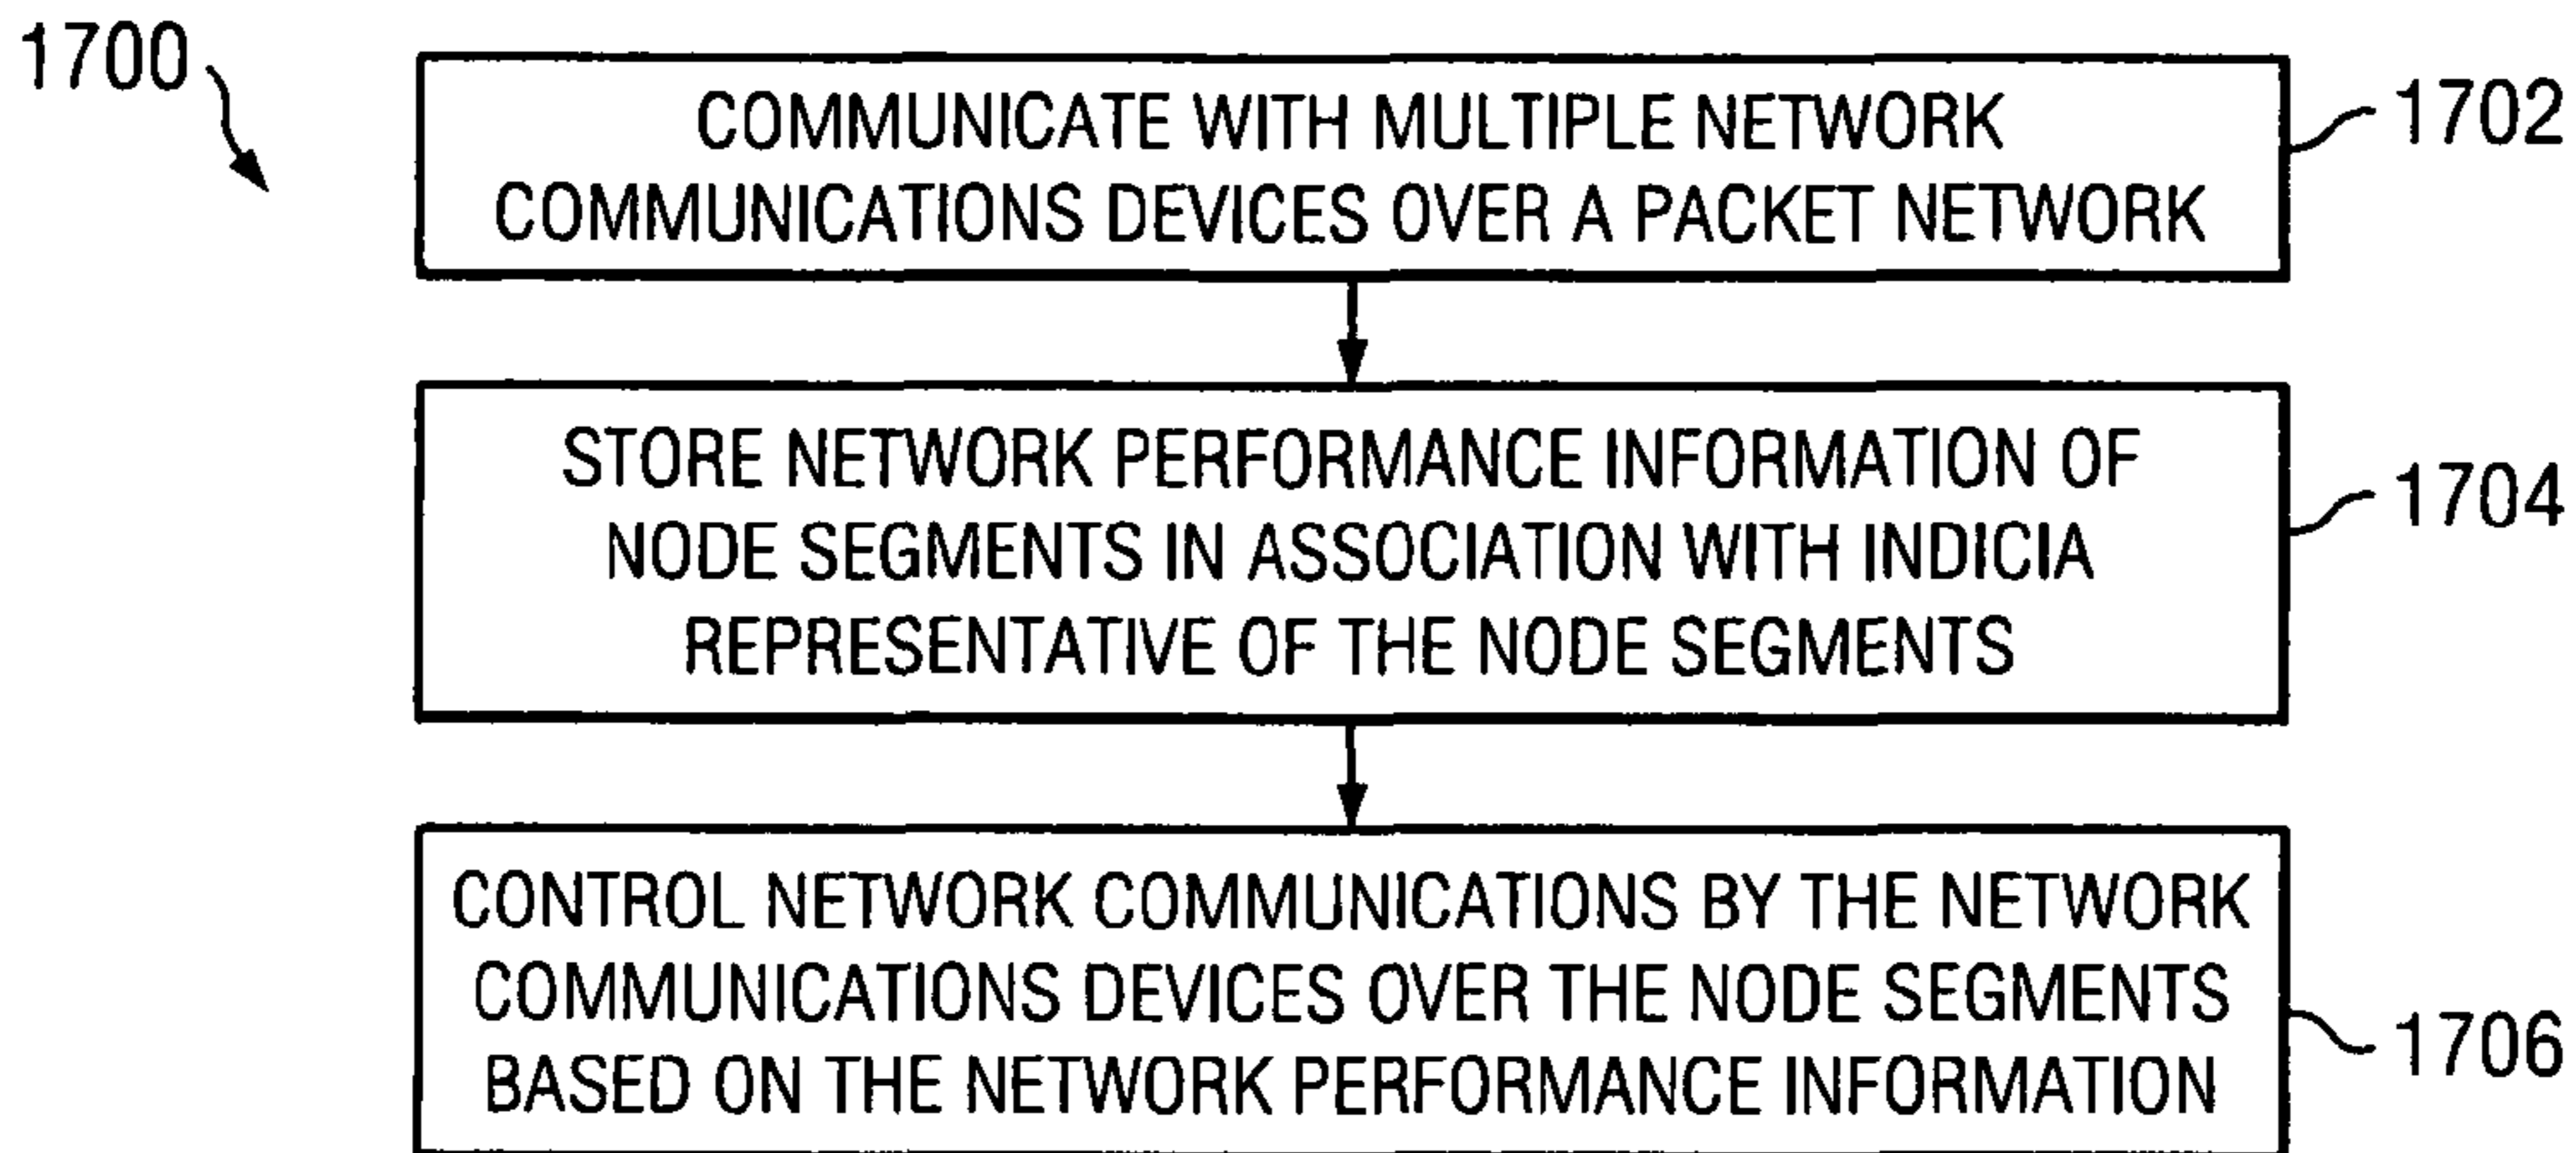 1700
COMMUNICATE WITH MULTIPLE NETWORK
COMMUNICATIONS DEVICES OVER A PACKET NETWORK
1702
STORE NETWORK PERFORMANCE INFORMATION OF
NODE SEGMENTS IN ASSOCIATION WITH INDICIA
REPRESENTATIVE OF THE NODE SEGMENTS
1704
CONTROL NETWORK COMMUNICATIONS BY THE NETWORK
COMMUNICATIONS DEVICES OVER THE NODE SEGMENTS
BASED ON THE NETWORK PERFORMANCE INFORMATION
1706